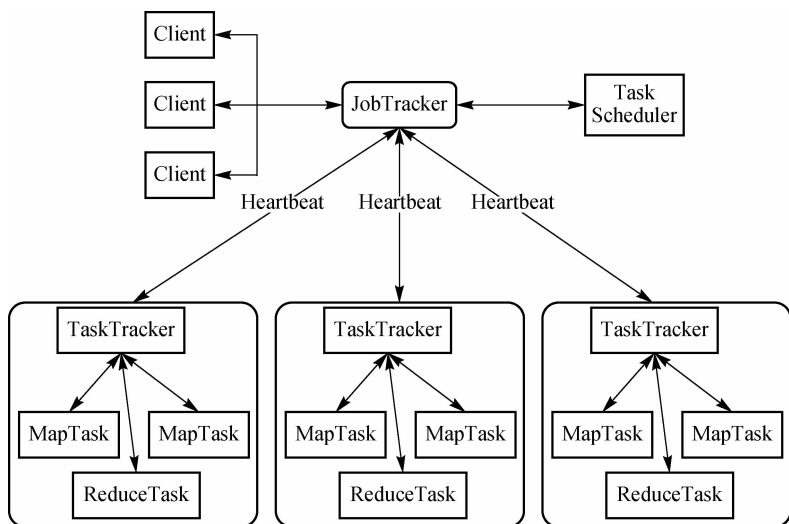 Client
Client
JobTracker
Task
Scheduler
Client
Heartbeat
Heartbeat
Heartbeat
TaskTracker
TaskTracker
TaskTracker
MapTask
MapTask
MapTask
MapTask
MapTask
MapTask
ReduceTask
ReduceTask
ReduceTask